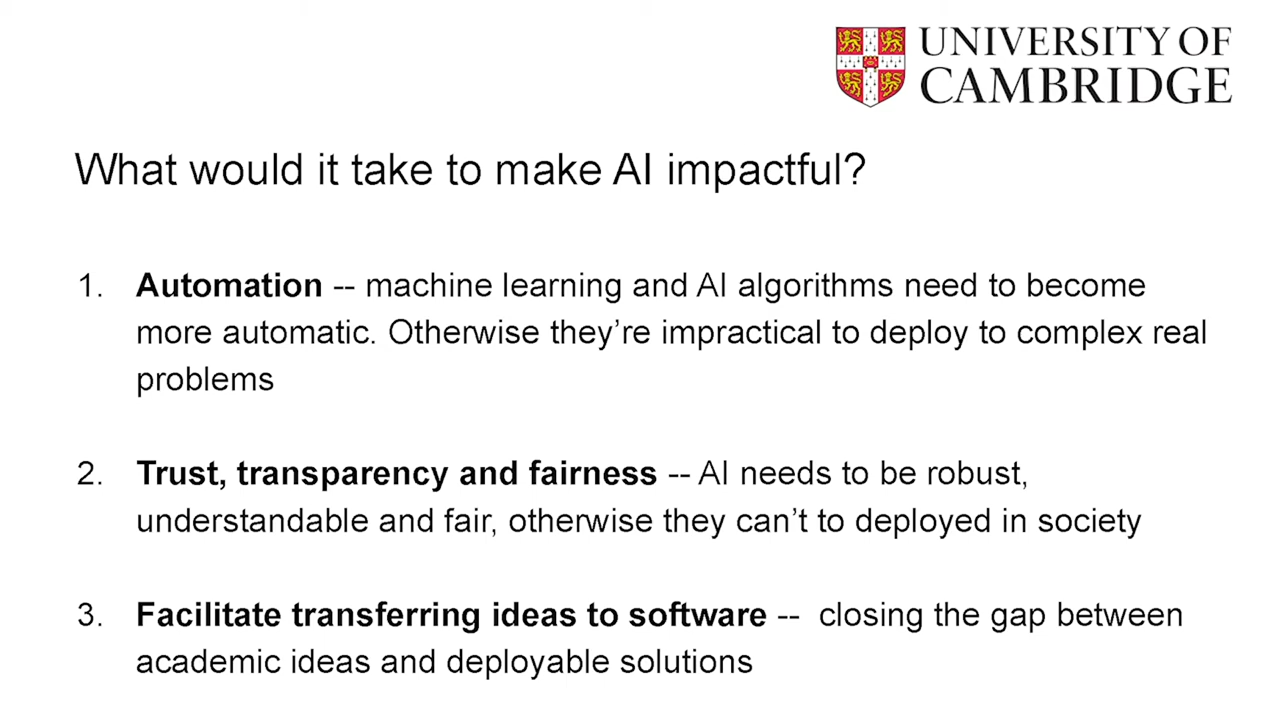 UNIVERSITY OF
CAMBRIDGE
What would it take to make AI impactful?
1. Automation -- machine learning and AI algorithms need to become
more automatic. Otherwise they're impractical to deploy to complex real
problems
2. Trust, transparency and fairness -- AI needs to be robust,
understandable and fair, otherwise they can't to deployed in society
3. Facilitate transferring ideas to software -- closing the gap between
academic ideas and deployable solutions